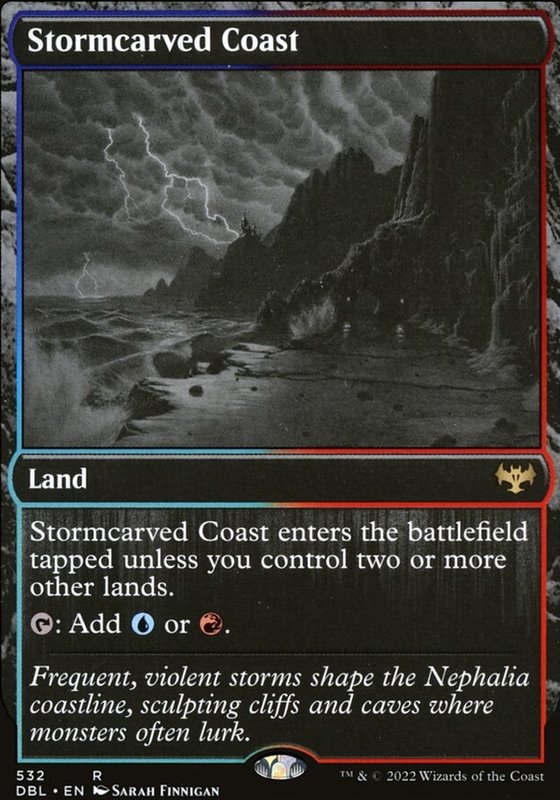 Stormcarved Coast
Land
Stormcarved Coast enters the battlefield
tapped unless you control two or more
other lands.
: Add or .
Frequent, violent storms shape the Nephalia
coastline, sculpting cliffs and caves where
monsters often lurk.
532 R
DBL • EN Sarah Finnigan
™ & © 2022 Wizards of the Coast